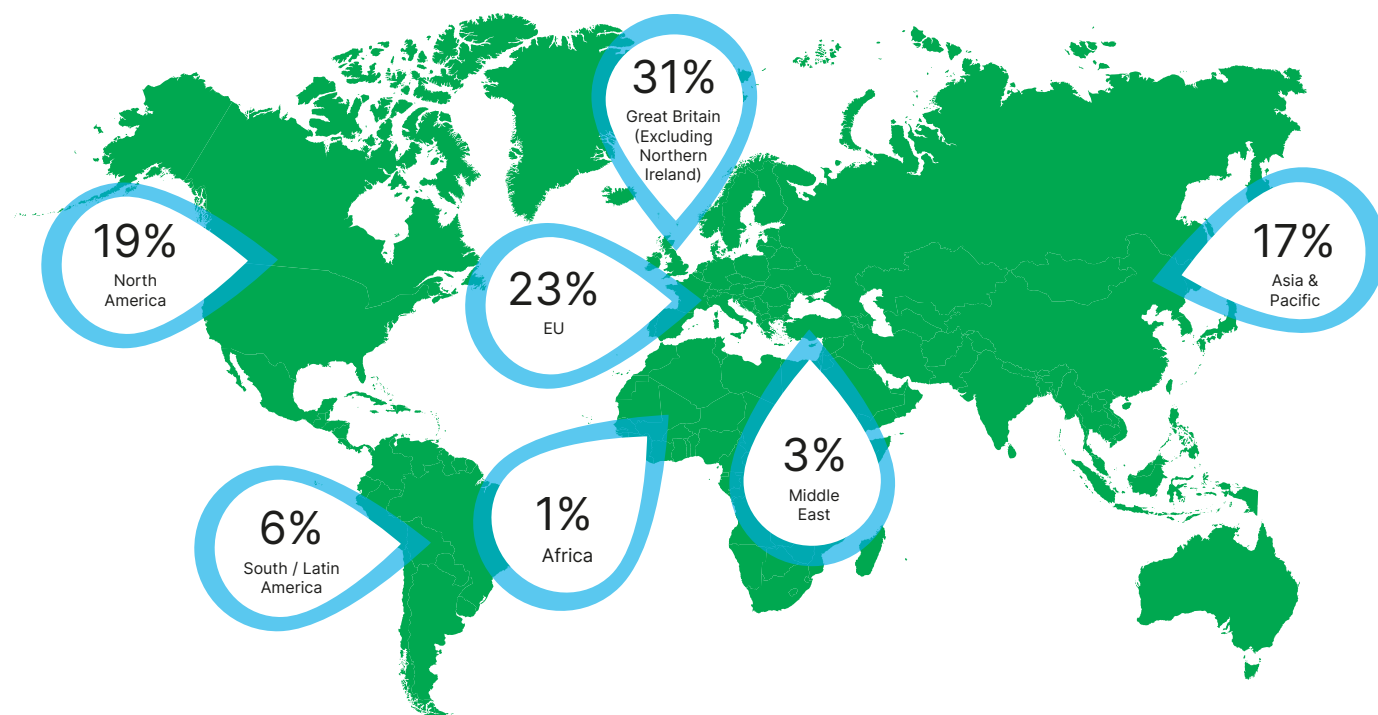 31%
Great Britain
(Excluding
Northern
Ireland)
19%
North
America
17%
Asia &
Pacific
23%
EU
3%
Middle
East
1%
Africa
6%
South / Latin
America